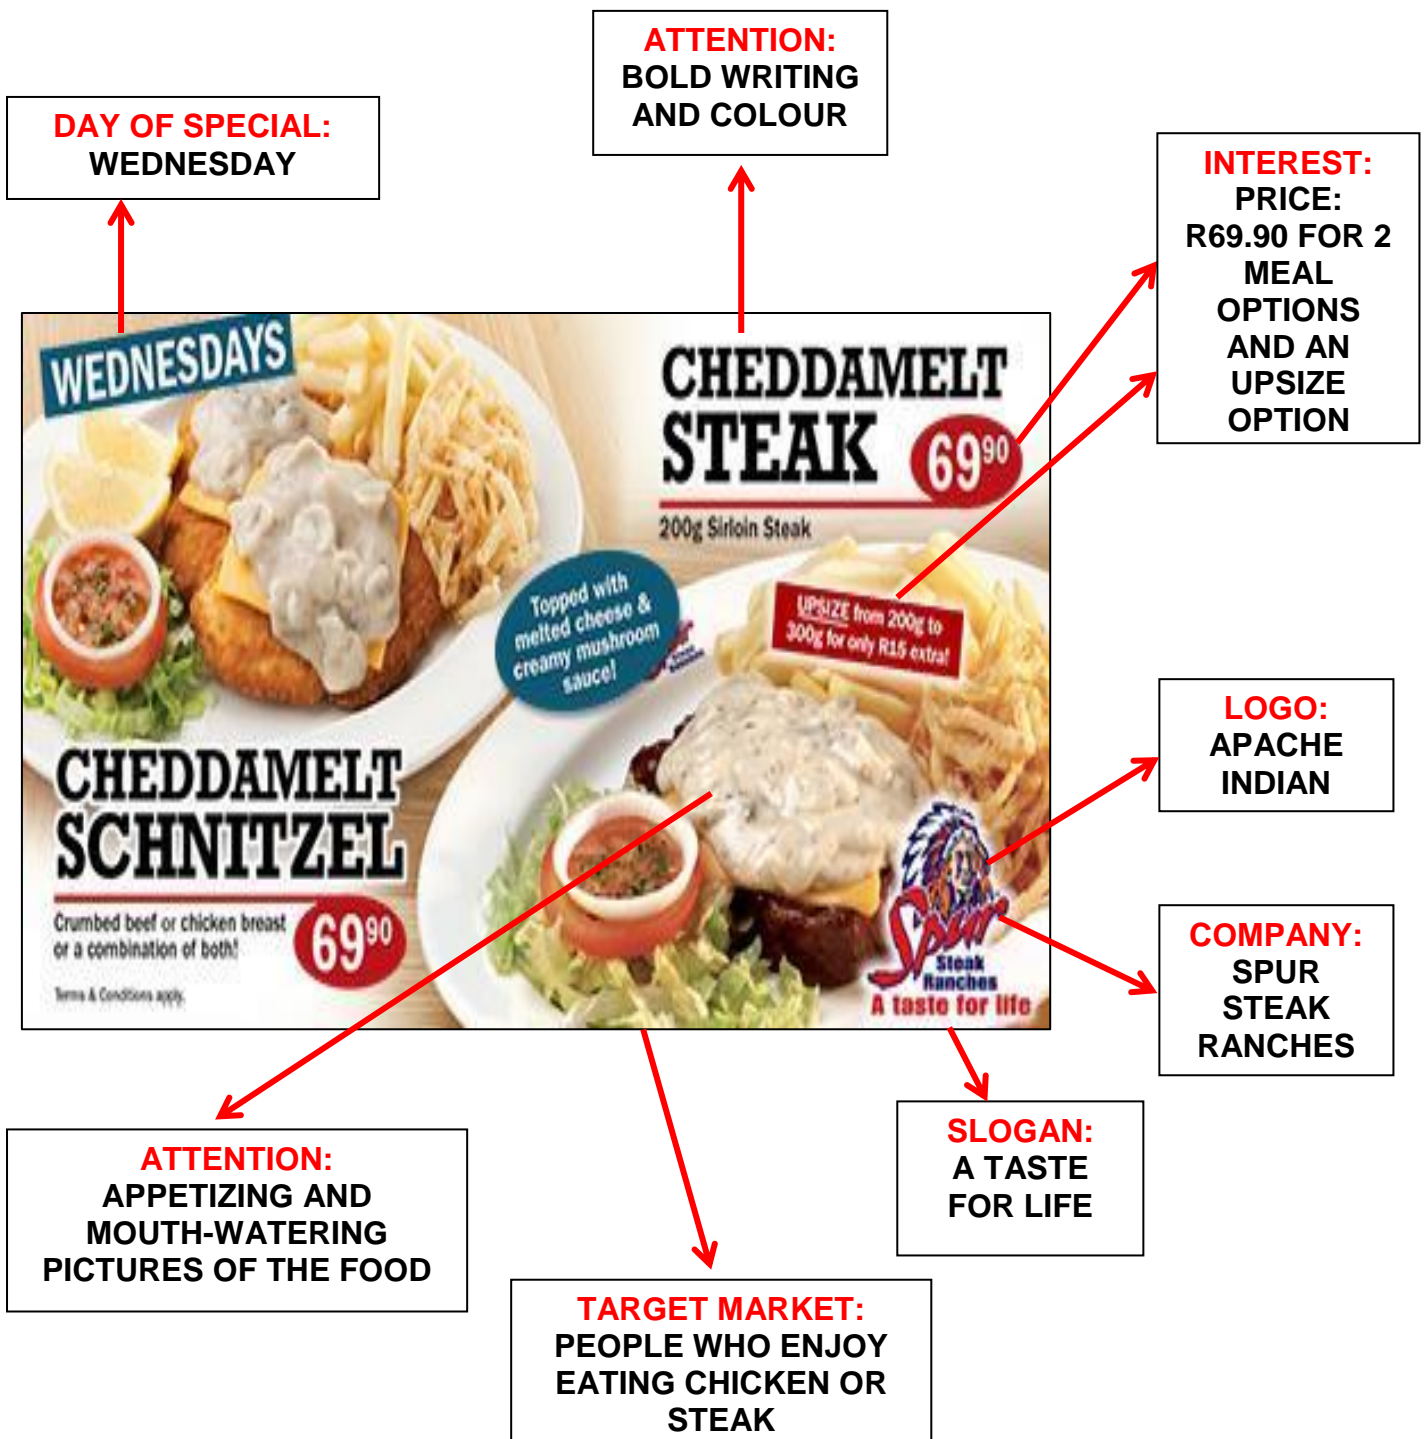 ATTENTION:
BOLD WRITING
AND COLOUR
DAY OF SPECIAL:
WEDNESDAY
INTEREST:
PRICE:
R69.90 FOR 2
MEAL
OPTIONS
AND AN
UPSIZE
OPTION
WEDNESDAYS
CHEDDAMELT
STEAK
69⁹⁰
200g Sirloin Steak
Topped with
melted cheese &
creamy mushroom
sauce!
UPSIZE from 200g to
300g for only R15 extra!
CHEDDAMELT
SCHNITZEL
Crumbed beef or chicken breast
or a combination of both!
69⁹⁰
Terms & Conditions apply.
Spur
Steak
Ranches
A taste for life
LOGO:
APACHE
INDIAN
COMPANY:
SPUR
STEAK
RANCHES
SLOGAN:
A TASTE
FOR LIFE
ATTENTION:
APPETIZING AND
MOUTH-WATERING
PICTURES OF THE FOOD
TARGET MARKET:
PEOPLE WHO ENJOY
EATING CHICKEN OR
STEAK